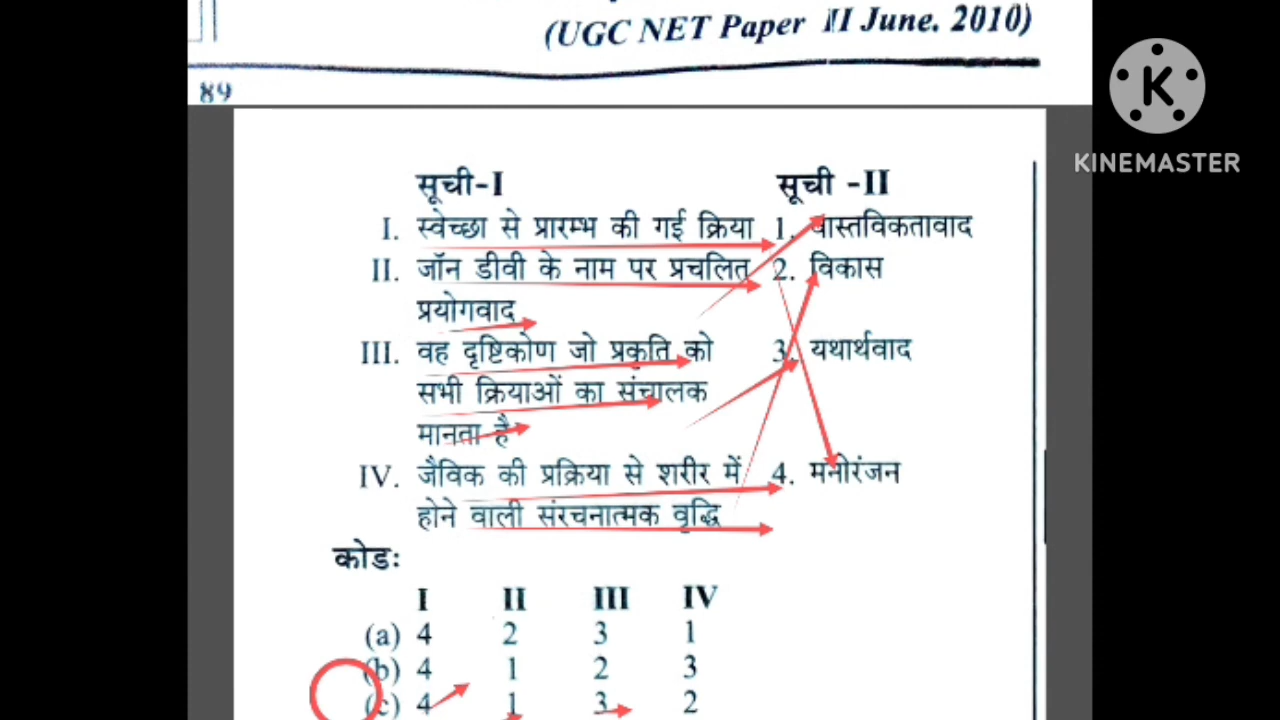 (UGC NET Paper II June. 2010)
89
K
KINEMASTER
सूची-I सूची -II
I. स्वेच्छा से प्रारम्भ की गई क्रिया 1. वास्तविकतावाद
II. जॉन डीवी के नाम पर प्रचलित 2. विकास
प्रयोगवाद
III. वह दृष्टिकोण जो प्रकृति को 3. यथार्थवाद
सभी क्रियाओं का संचालक
मानता है
IV. जैविक की प्रक्रिया से शरीर में 4. मनोरंजन
होने वाली संरचनात्मक वृद्धि
कोडः
I II III IV
(a) 4 2 3 1
(b) 4 1 2 3
(c) 4 1 3 2